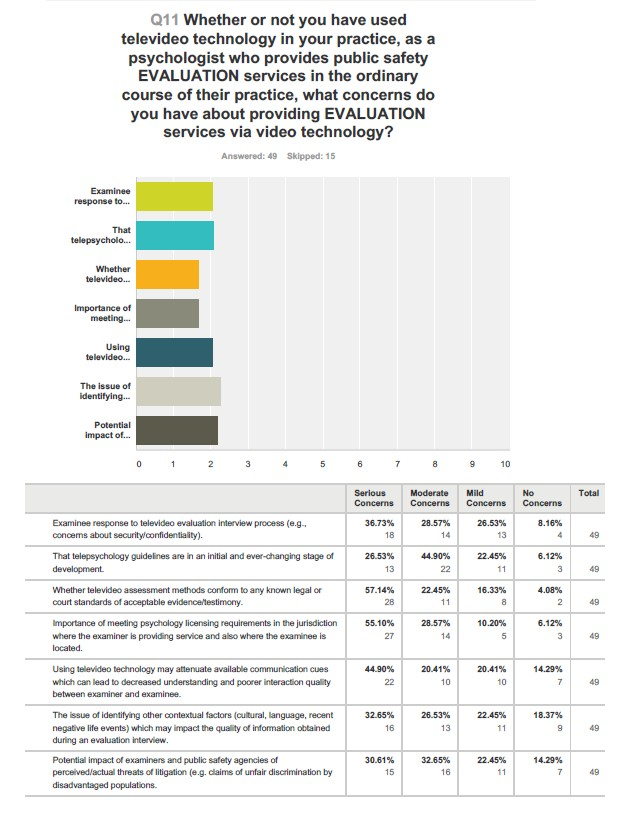 Q11 Whether or not you have used
televideo technology in your practice, as a
psychologist who provides public safety
EVALUATION services in the ordinary
course of their practice, what concerns do
you have about providing EVALUATION
services via video technology?
Answered: 49 Skipped: 15
Examinee
response to...
That
telepsycholo...
Whether
televideo...
Importance of
meeting...
Using
televideo...
The issue of
identifying...
Potential
impact of...
0 1 2 3 4 5 6 7 8 9 10
Serious Moderate Mild No Total
Concerns Concerns Concerns Concerns
Examinee response to televideo evaluation interview process (e.g., 36.73% 28.57% 26.53% 8.16%
concerns about security/confidentiality). 18 14 13 4 49
That telepsychology guidelines are in an initial and ever-changing stage of 26.53% 44.90% 22.45% 6.12%
development. 13 22 11 3 49
Whether televideo assessment methods conform to any known legal or 57.14% 22.45% 16.33% 4.08%
court standards of acceptable evidence/testimony. 28 11 8 2 49
Importance of meeting psychology licensing requirements in the jurisdiction 55.10% 28.57% 10.20% 6.12%
where the examiner is providing service and also where the examinee is 27 14 5 3 49
located.
Using televideo technology may attenuate available communication cues 44.90% 20.41% 20.41% 14.29%
which can lead to decreased understanding and poorer interaction quality 22 10 10 7 49
between examiner and examinee.
The issue of identifying other contextual factors (cultural, language, recent 32.65% 26.53% 22.45% 18.37%
negative life events) which may impact the quality of information obtained 16 13 11 9 49
during an evaluation interview.
Potential impact of examiners and public safety agencies of 30.61% 32.65% 22.45% 14.29%
perceived/actual threats of litigation (e.g. claims of unfair discrimination by 15 16 11 7 49
disadvantaged populations.